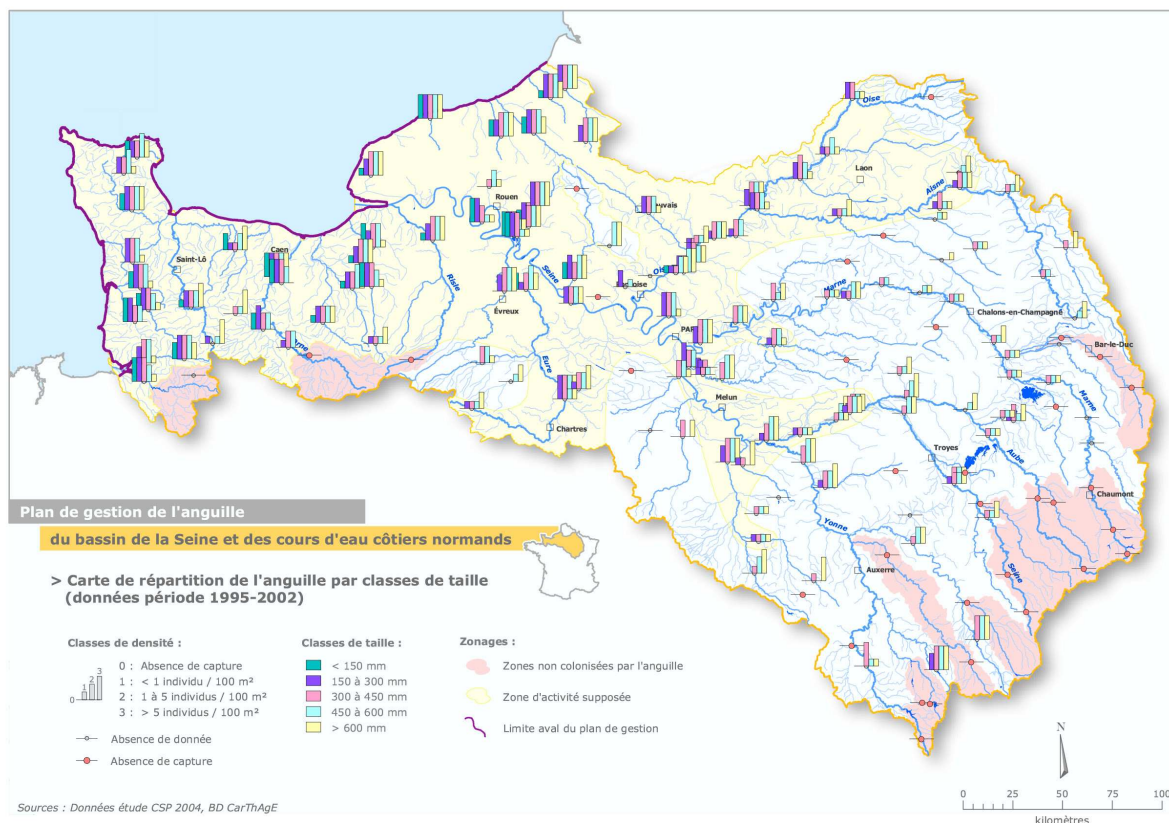 Oise
Laon
Aisne
Rouen
Caen
Saint-Lô
Risle
Seine
Évreux
Marne
Chalons-en-Champagne
Bar-le-Duc
Eure
Melun
Marne
Chartres
Troyes
Aube
Chaumont
Yonne
Seine
Auxerre
Plan de gestion de l'anguille
du bassin de la Seine et des cours d'eau côtiers normands
> Carte de répartition de l'anguille par classes de taille
(données période 1995-2002)
Classes de densité :
0 : Absence de capture
1 : < 1 individu / 100 m²
2 : 1 à 5 individus / 100 m²
3 : > 5 individus / 100 m²
0 1 2 3
Absence de donnée
Absence de capture
Classes de taille :
< 150 mm
150 à 300 mm
300 à 450 mm
450 à 600 mm
> 600 mm
Zonages :
Zones non colonisées par l'anguille
Zone d'activité supposée
Limite aval du plan de gestion
N
0 25 50 75 100
kilomètres
Sources : Données étude CSP 2004, BD CarThAgE